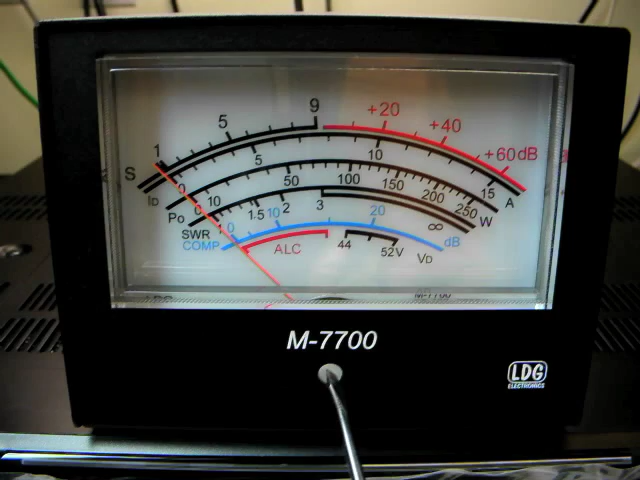 S 1 5 9 +20 +40 +60dB
ID 0 5 10 15 A
Po 0 10 50 100 150 200 250 W
SWR 1 1.5 2 3 ∞
COMP 0 10 20 dB
ALC 44 52V VD
M-7700
M-7700
LDG
ELECTRONICS